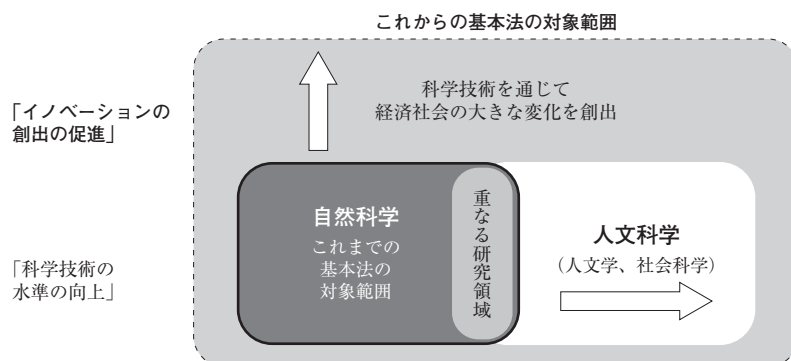 これからの基本法の対象範囲
科学技術を通じて
経済社会の大きな変化を創出
「イノベーションの
創出の促進」
自然科学
これまでの
基本法の
対象範囲
重なる研究領域
人文科学
（人文学、社会科学）
「科学技術の
水準の向上」